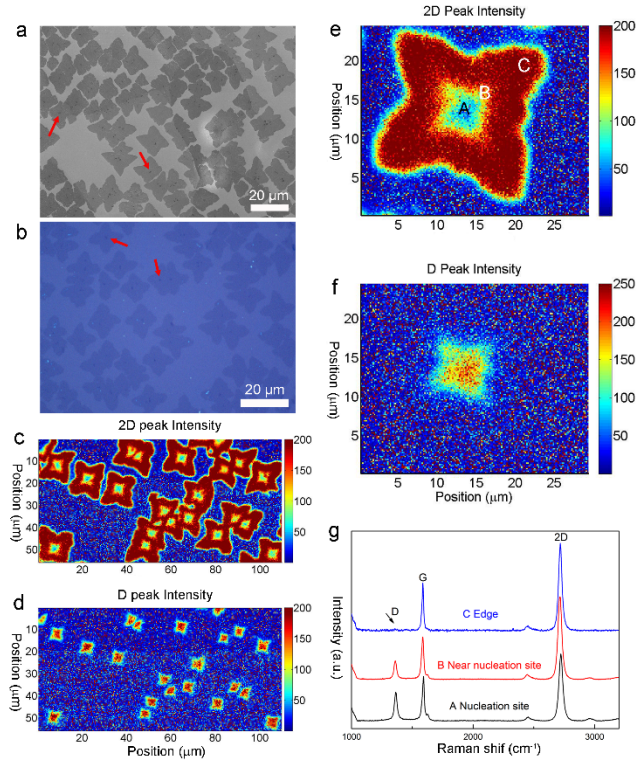 a
20 µm
b
20 µm
c
2D peak Intensity
Position (µm)
10
20
30
40
50
20
40
60
80
100
200
150
100
50
0
d
D peak Intensity
Position (µm)
10
20
30
40
50
20
40
60
80
100
Position (µm)
200
150
100
50
0
e
2D Peak Intensity
Position (µm)
20
15
10
5
A
B
C
5
10
15
20
25
200
150
100
50
0
f
D Peak Intensity
Position (µm)
20
15
10
5
5
10
15
20
25
Position (µm)
250
200
150
100
50
0
g
Intensity (a.u.)
D
G
2D
C Edge
B Near nucleation site
A Nucleation site
1000
2000
3000
Raman shif (cm-1)